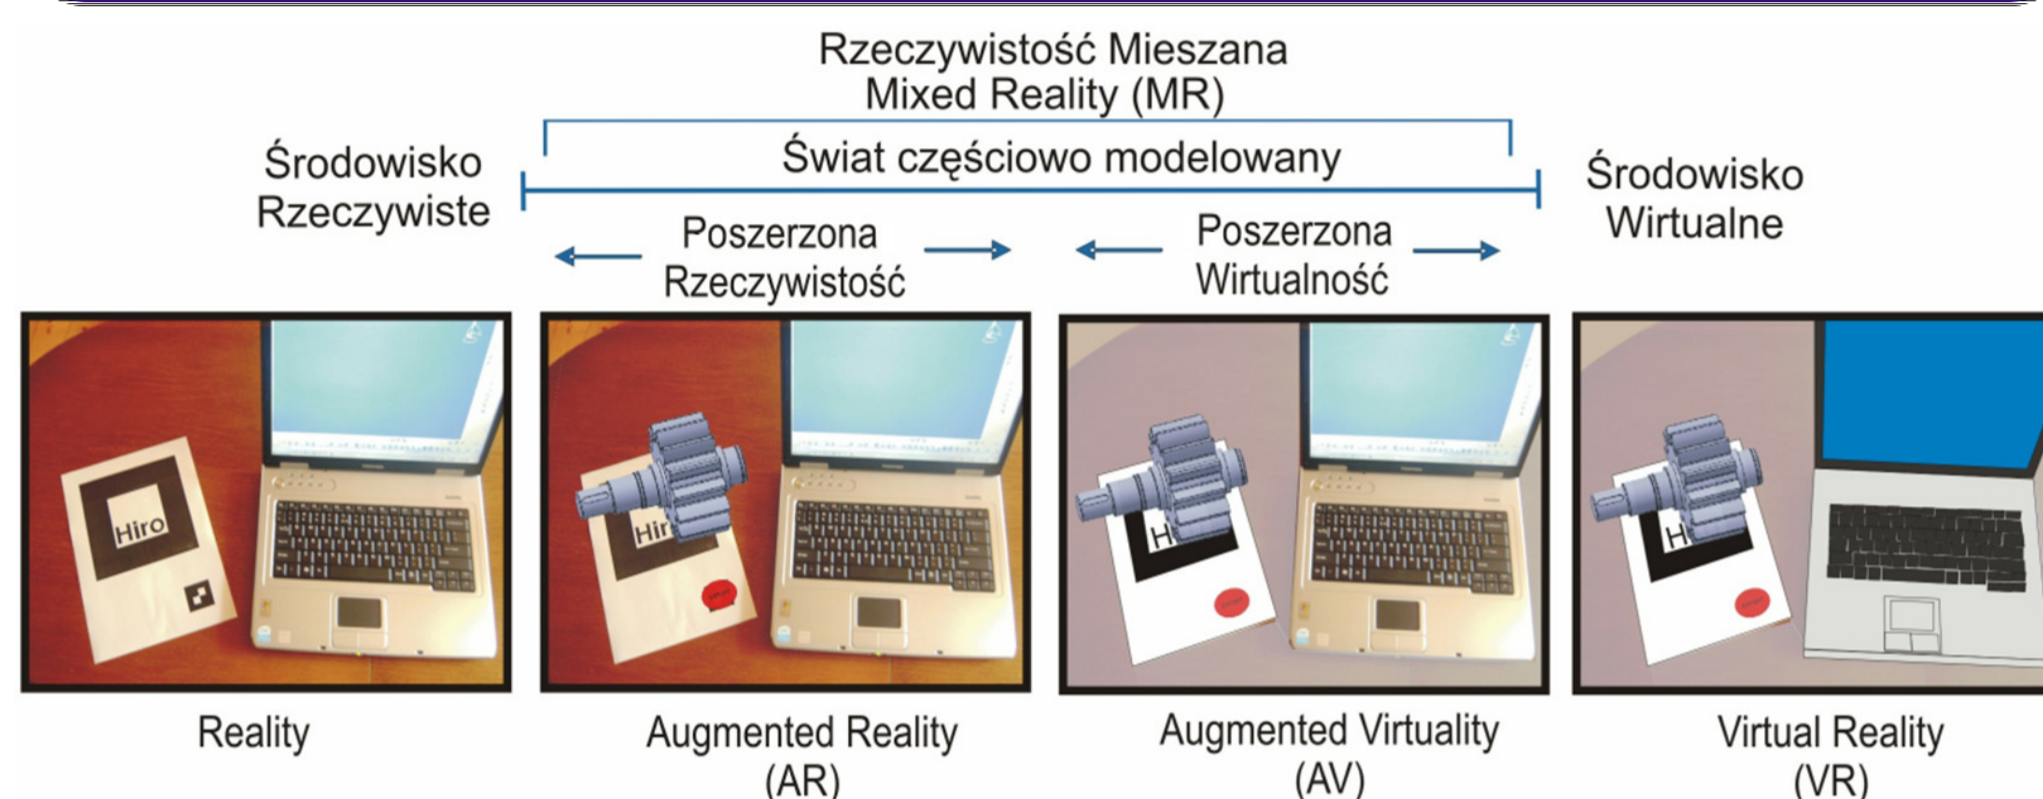 Rzeczywistość Mieszana
Mixed Reality (MR)
Środowisko
Rzeczywiste
Świat częściowo modelowany
Środowisko
Wirtualne
Poszerzona
Rzeczywistość
Poszerzona
Wirtualność
Hiro
Hir
H
H
Reality
Augmented Reality
(AR)
Augmented Virtuality
(AV)
Virtual Reality
(VR)